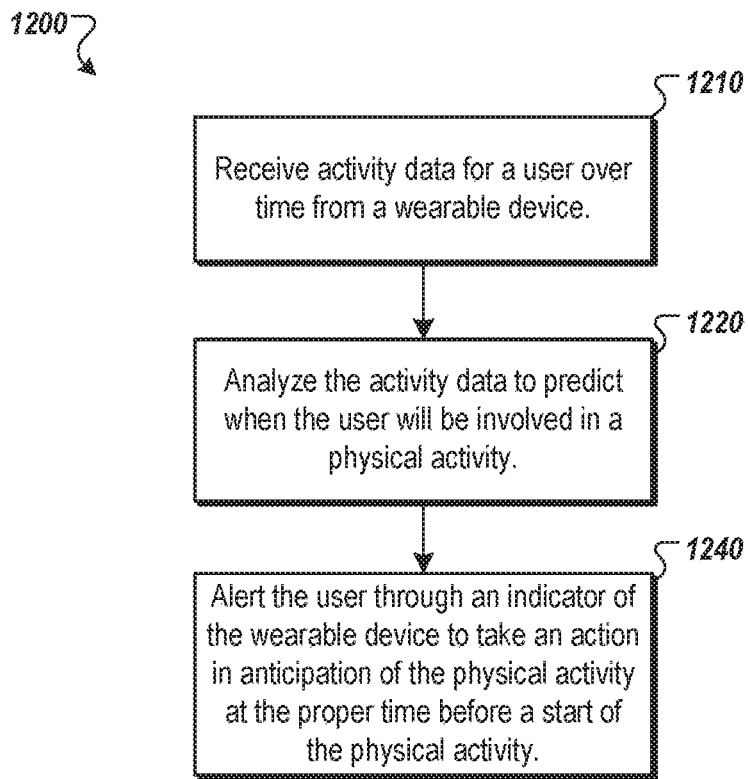 1200
1210
Receive activity data for a user over
time from a wearable device.
1220
Analyze the activity data to predict
when the user will be involved in a
physical activity.
1240
Alert the user through an indicator of
the wearable device to take an action
in anticipation of the physical activity
at the proper time before a start of
the physical activity.